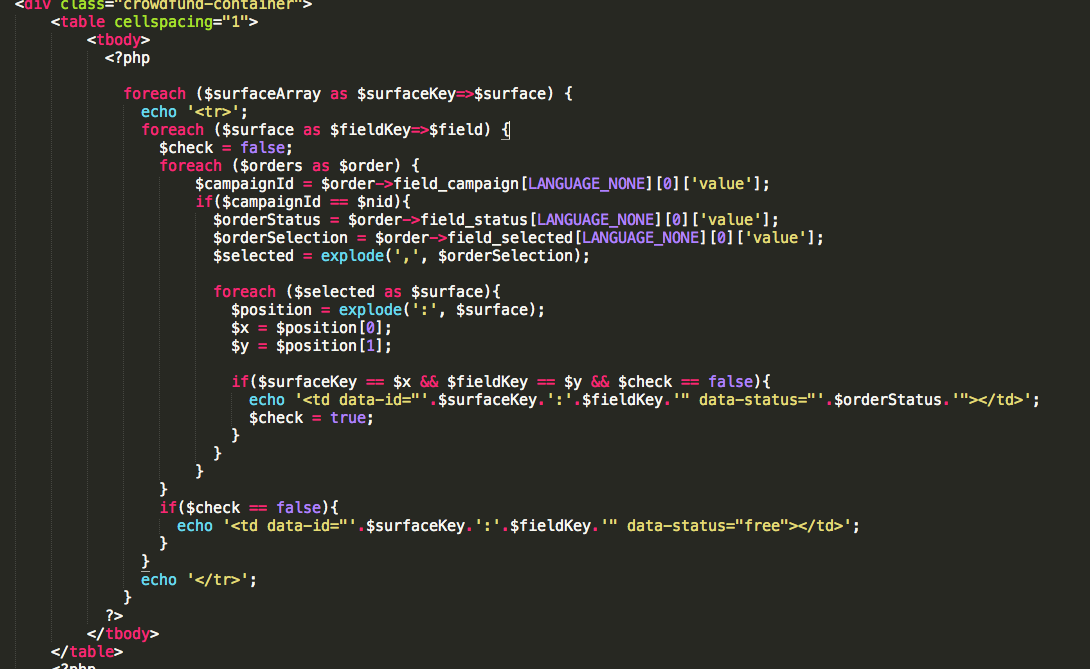 <div class="crowdfund-container">
<table cellspacing="1">
<tbody>
<?php
foreach ($surfaceArray as $surfaceKey=>$surface) {
echo '<tr>';
foreach ($surface as $fieldKey=>$field) {
$check = false;
foreach ($orders as $order) {
$campaignId = $order->field_campaign[LANGUAGE_NONE][0]['value'];
if($campaignId == $nid){
$orderStatus = $order->field_status[LANGUAGE_NONE][0]['value'];
$orderSelection = $order->field_selected[LANGUAGE_NONE][0]['value'];
$selected = explode(',', $orderSelection);
foreach ($selected as $surface){
$position = explode(':', $surface);
$x = $position[0];
$y = $position[1];
if($surfaceKey == $x && $fieldKey == $y && $check == false){
echo '<td data-id="'.$surfaceKey.':'.$fieldKey.'" data-status="'.$orderStatus.'"></td>';
$check = true;
}
}
}
}
if($check == false){
echo '<td data-id="'.$surfaceKey.':'.$fieldKey.'" data-status="free"></td>';
}
}
echo '</tr>';
}
?>
</tbody>
</table>
<?php